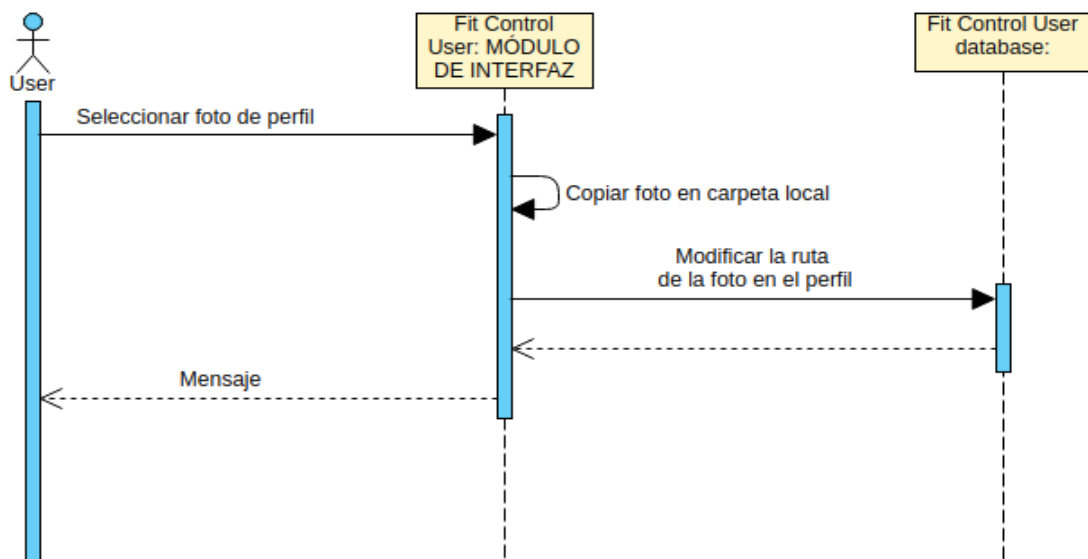 Fit Control
User: MÓDULO
DE INTERFAZ
Fit Control User
database:
User
Seleccionar foto de perfil
Copiar foto en carpeta local
Modificar la ruta
de la foto en el perfil
Mensaje